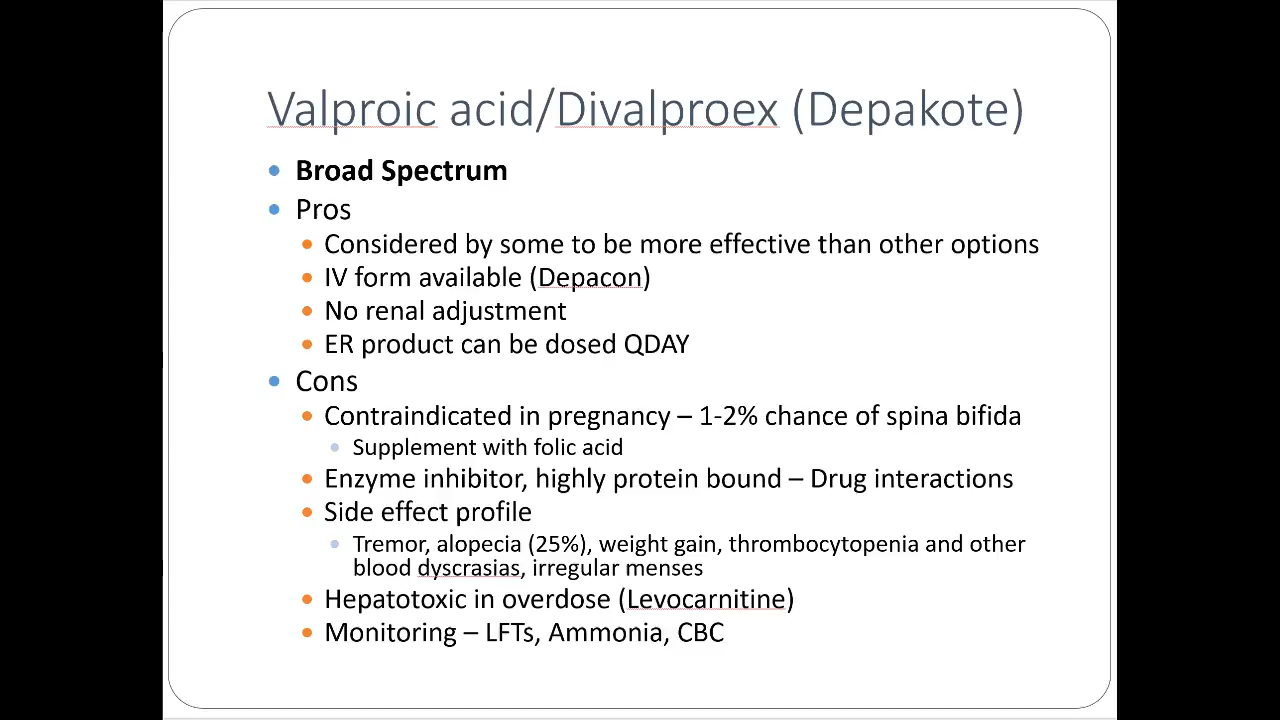 Valproic acid/Divalproex (Depakote)
• Broad Spectrum
• Pros
• Considered by some to be more effective than other options
• IV form available (Depacon)
• No renal adjustment
• ER product can be dosed QDAY
• Cons
• Contraindicated in pregnancy – 1-2% chance of spina bifida
• Supplement with folic acid
• Enzyme inhibitor, highly protein bound – Drug interactions
• Side effect profile
• Tremor, alopecia (25%), weight gain, thrombocytopenia and other
blood dyscrasias, irregular menses
• Hepatotoxic in overdose (Levocarnitine)
• Monitoring – LFTs, Ammonia, CBC